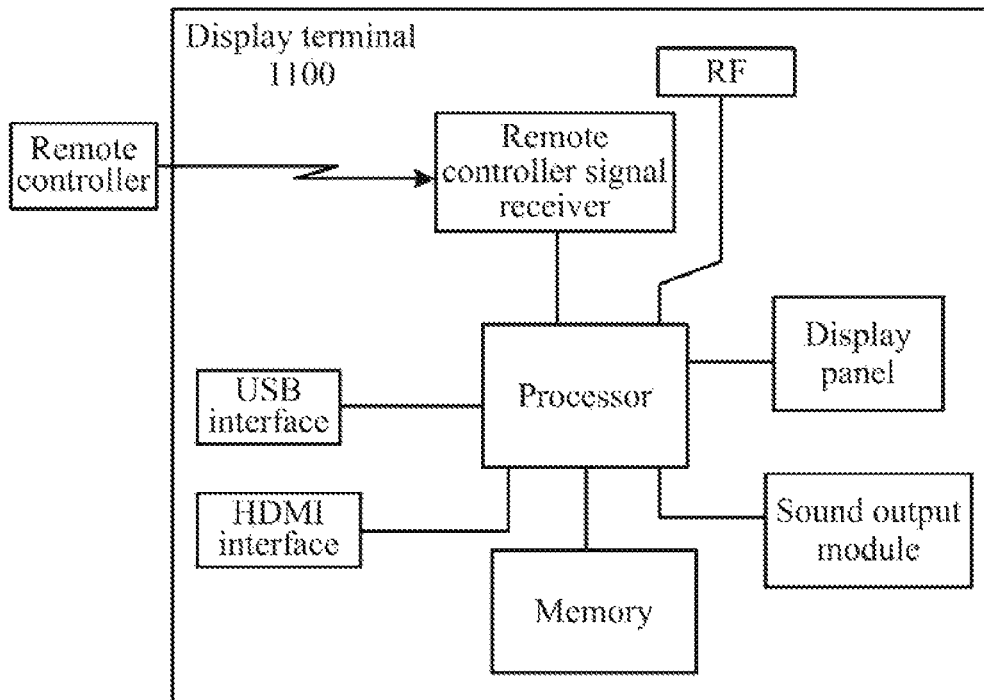 Display terminal
1100
RF
Remote
controller
Remote
controller signal
receiver
Display
panel
Processor
USB
interface
HDMI
interface
Sound output
module
Memory